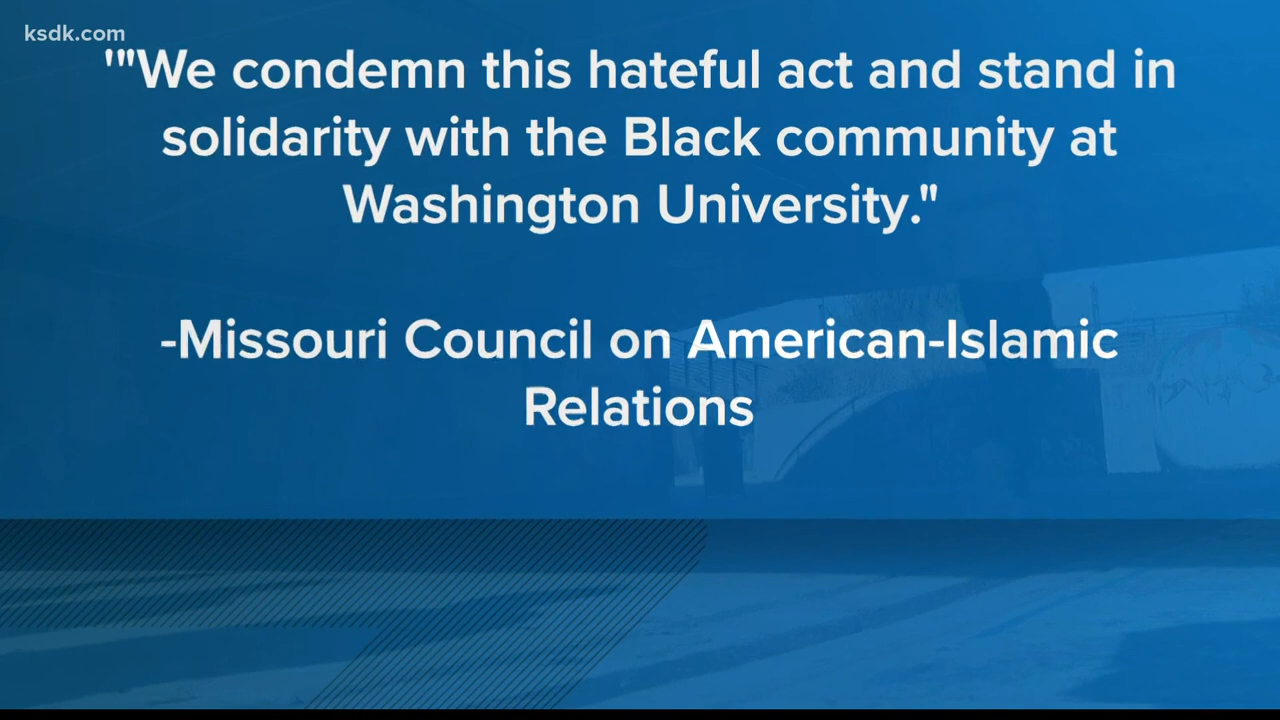 ksdk.com
'"We condemn this hateful act and stand in
solidarity with the Black community at
Washington University."
-Missouri Council on American-Islamic
Relations